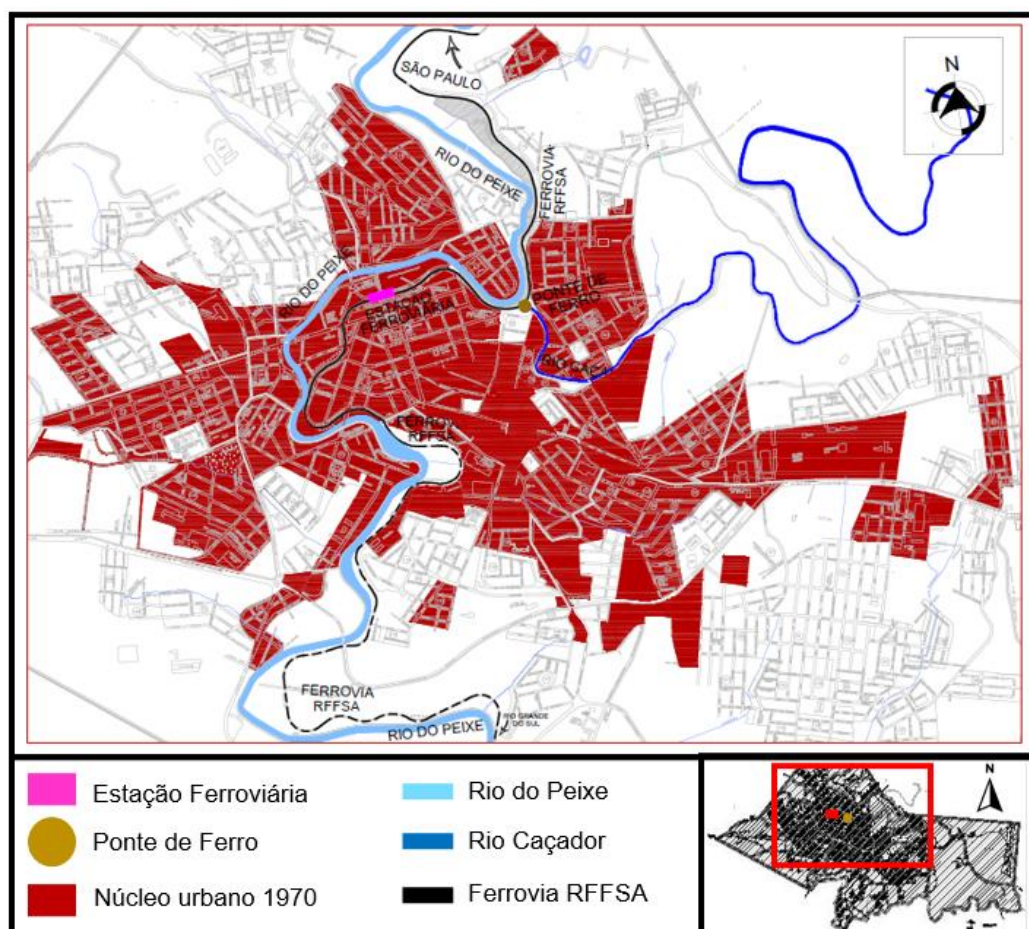 N
SÃO PAULO
RIO DO PEIXE
FERROVIA
RFFSA
RIO DO PEIXE
ESTAÇÃO
FERROVIÁRIA
PONTE DE
FERRO
RFFSA
FERROVIA
RFFSA
RIO DO PEIXE
RIO GRANDE
DO SUL
Estação Ferroviária
Ponte de Ferro
Núcleo urbano 1970
Rio do Peixe
Rio Caçador
Ferrovia RFFSA
N